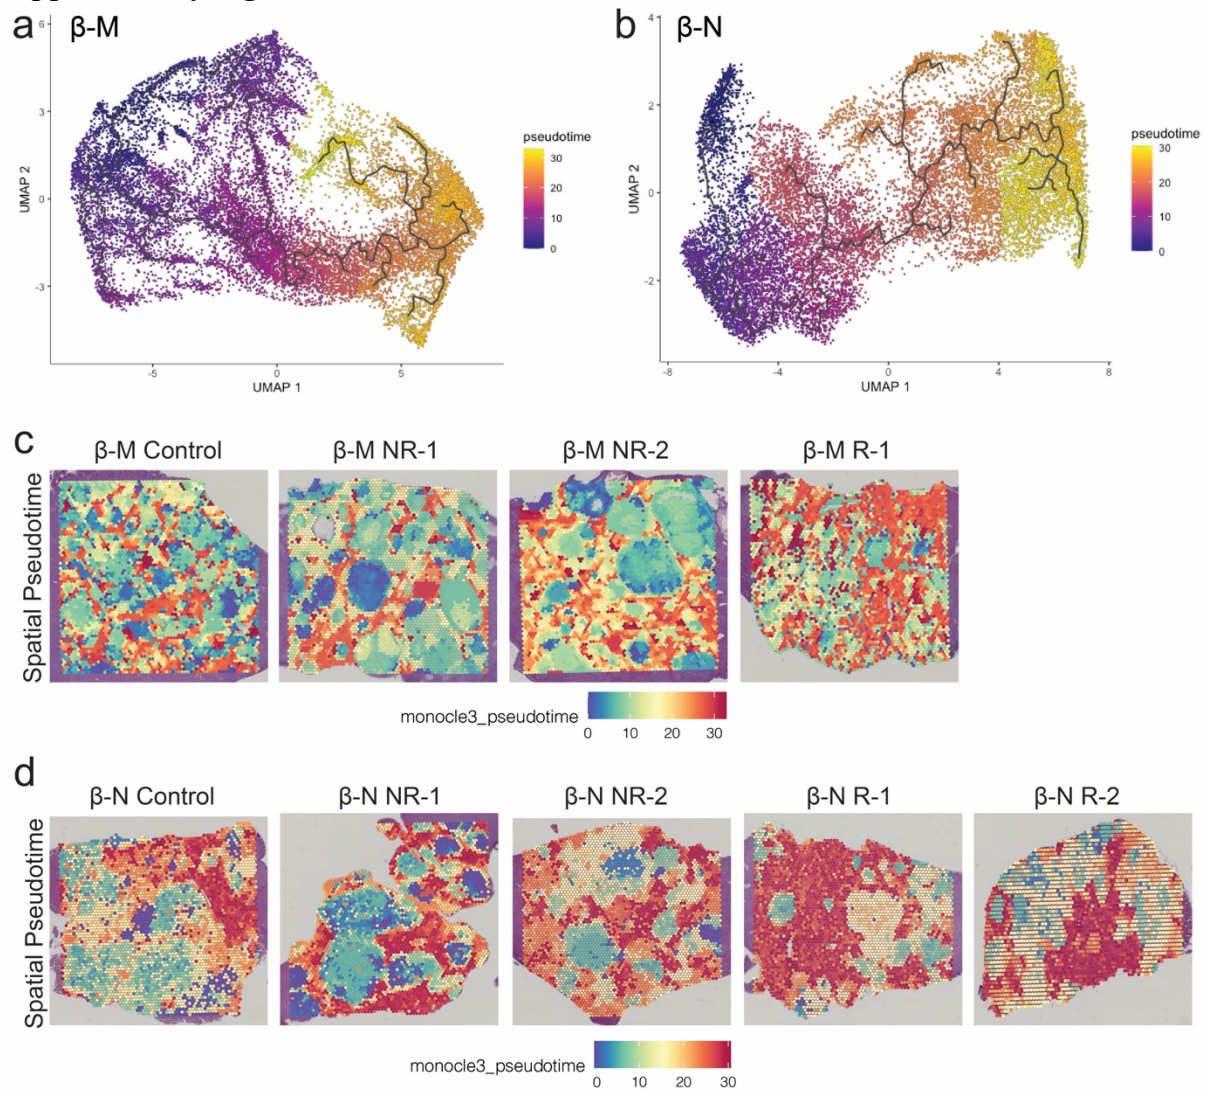 a β-M
6
3
0
-3
UMAP 2
-5 0 5
UMAP 1
pseudotime
30
20
10
0
b β-N
4
2
0
-2
UMAP 2
-8 -4 0 4 8
UMAP 1
pseudotime
30
20
10
0
c
β-M Control β-M NR-1 β-M NR-2 β-M R-1
Spatial Pseudotime
monocle3_pseudotime
0 10 20 30
d
β-N Control β-N NR-1 β-N NR-2 β-N R-1 β-N R-2
Spatial Pseudotime
monocle3_pseudotime
0 10 20 30